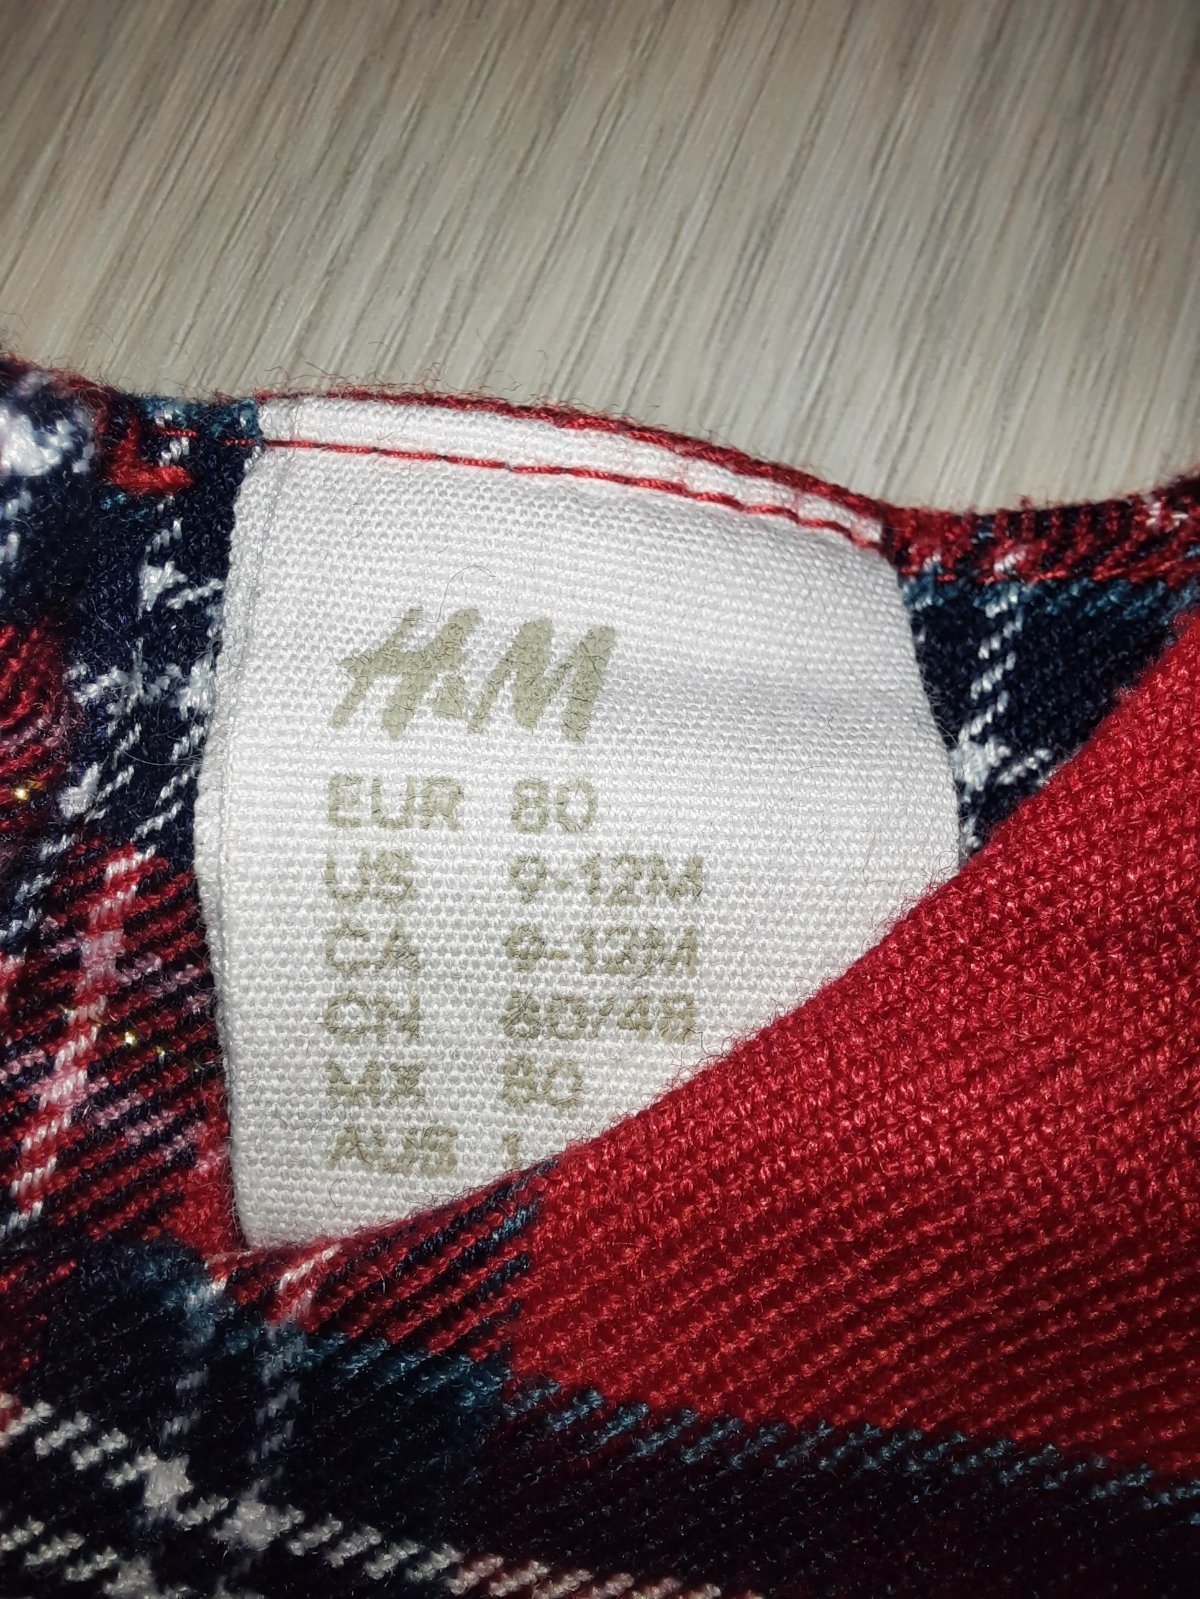 H&M
EUR 80
US 9-12M
CA 9-12M
CN 80/48
MX 80
AUS 1